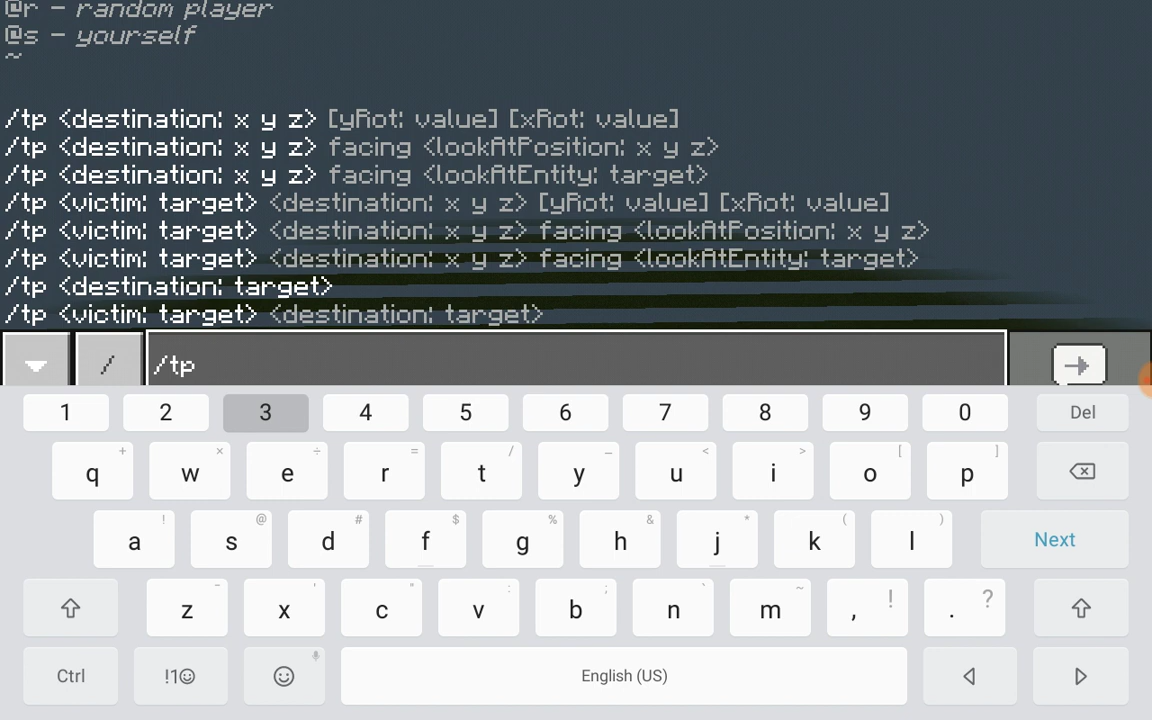 @r - random player
@s - yourself
~
/tp <destination: x y z> [yRot: value] [xRot: value]
/tp <destination: x y z> facing <lookAtPosition: x y z>
/tp <destination: x y z> facing <lookAtEntity: target>
/tp <victim: target> <destination: x y z> [yRot: value] [xRot: value]
/tp <victim: target> <destination: x y z> facing <lookAtPosition: x y z>
/tp <victim: target> <destination: x y z> facing <lookAtEntity: target>
/tp <destination: target>
/tp <victim: target> <destination: target>
/ /tp
1 2 3 4 5 6 7 8 9 0 Del
+ × ÷ = / _ < > [ ]
q w e r t y u i o p
! @ # $ % & * ( )
a s d f g h j k l Next
- ' " : ; ` ~ ! ?
z x c v b n m , .
Ctrl !1☺ English (US)